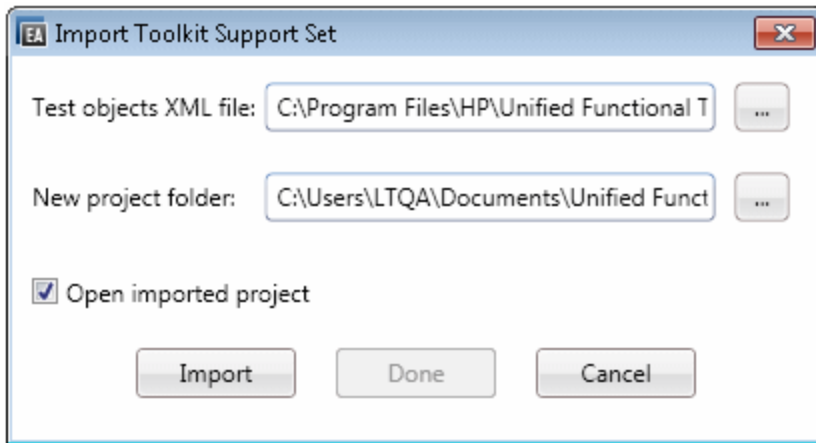 EA Import Toolkit Support Set
Test objects XML file: C:\Program Files\HP\Unified Functional T ...
New project folder: C:\Users\LTQA\Documents\Unified Funct ...
Open imported project
Import Done Cancel